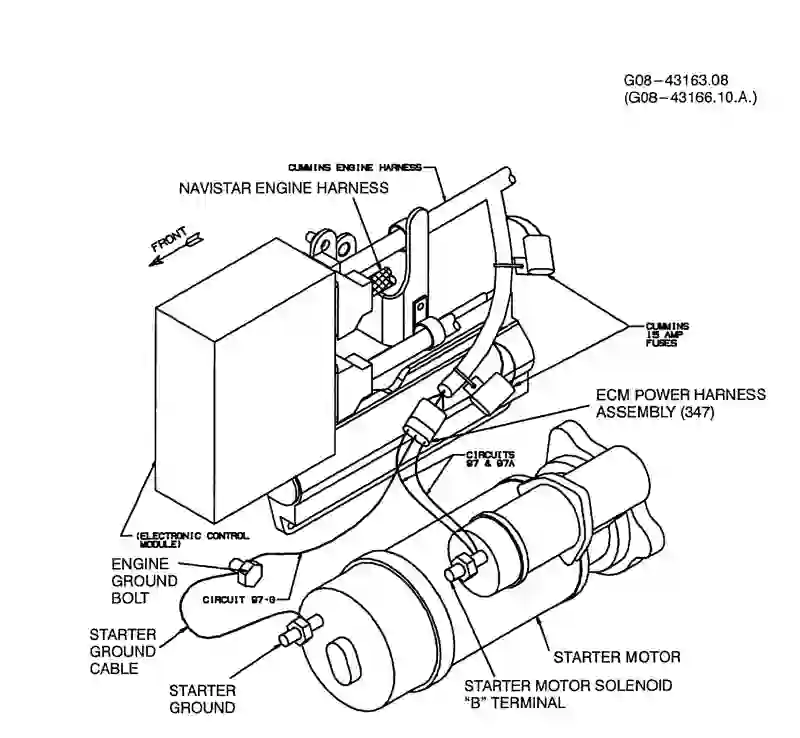 G08-43163.08
(G08-43166.10.A.)
CUMMINS ENGINE HARNESS
NAVISTAR ENGINE HARNESS
FRONT
CUMMINS
15 AMP
FUSES
ECM POWER HARNESS
ASSEMBLY (347)
CIRCUITS
97 & 97A
(ELECTRONIC CONTROL
MODULE)
ENGINE
GROUND
BOLT
CIRCUIT 97-G
STARTER
GROUND
CABLE
STARTER
GROUND
STARTER MOTOR
STARTER MOTOR SOLENOID
“B” TERMINAL